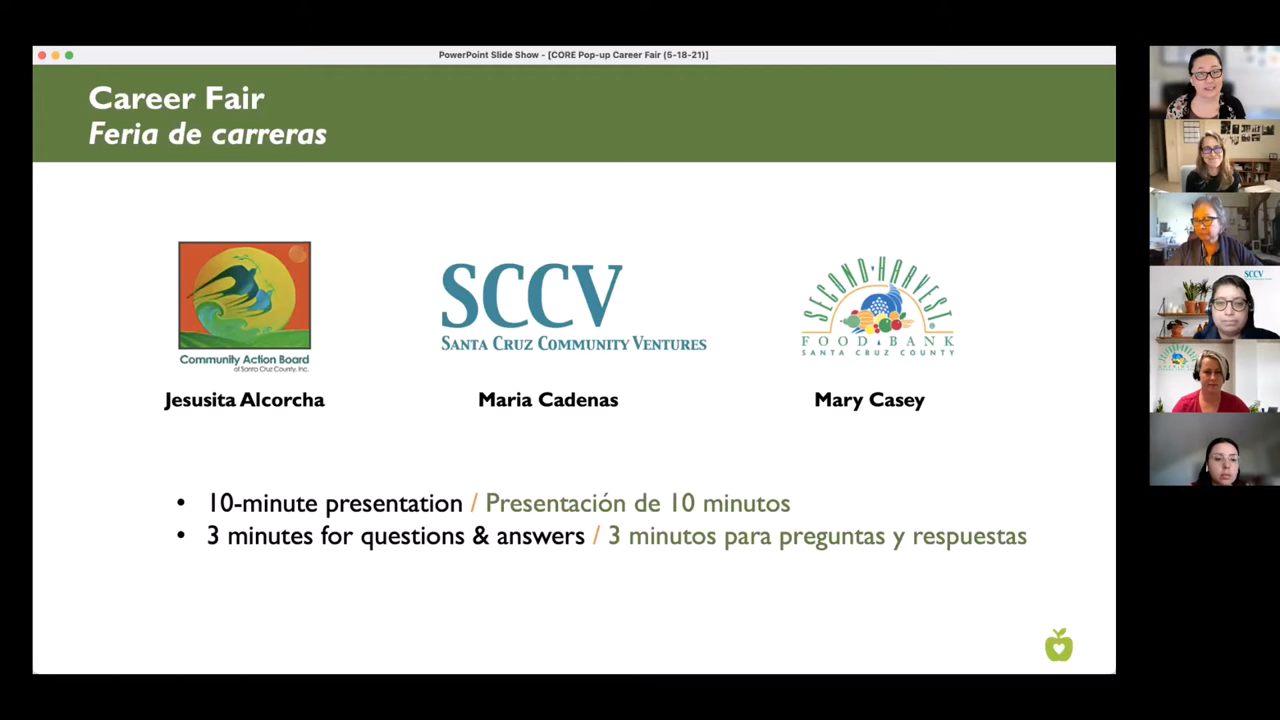 PowerPoint Slide Show - [CORE Pop-up Career Fair (5-18-21)]
Career Fair
Feria de carreras
Community Action Board
of Santa Cruz County, Inc.
Jesusita Alcorcha
SCCV
SANTA CRUZ COMMUNITY VENTURES
Maria Cadenas
SECOND HARVEST
FOOD BANK
SANTA CRUZ COUNTY
Mary Casey
• 10-minute presentation / Presentación de 10 minutos
• 3 minutes for questions & answers / 3 minutos para preguntas y respuestas
SCCV